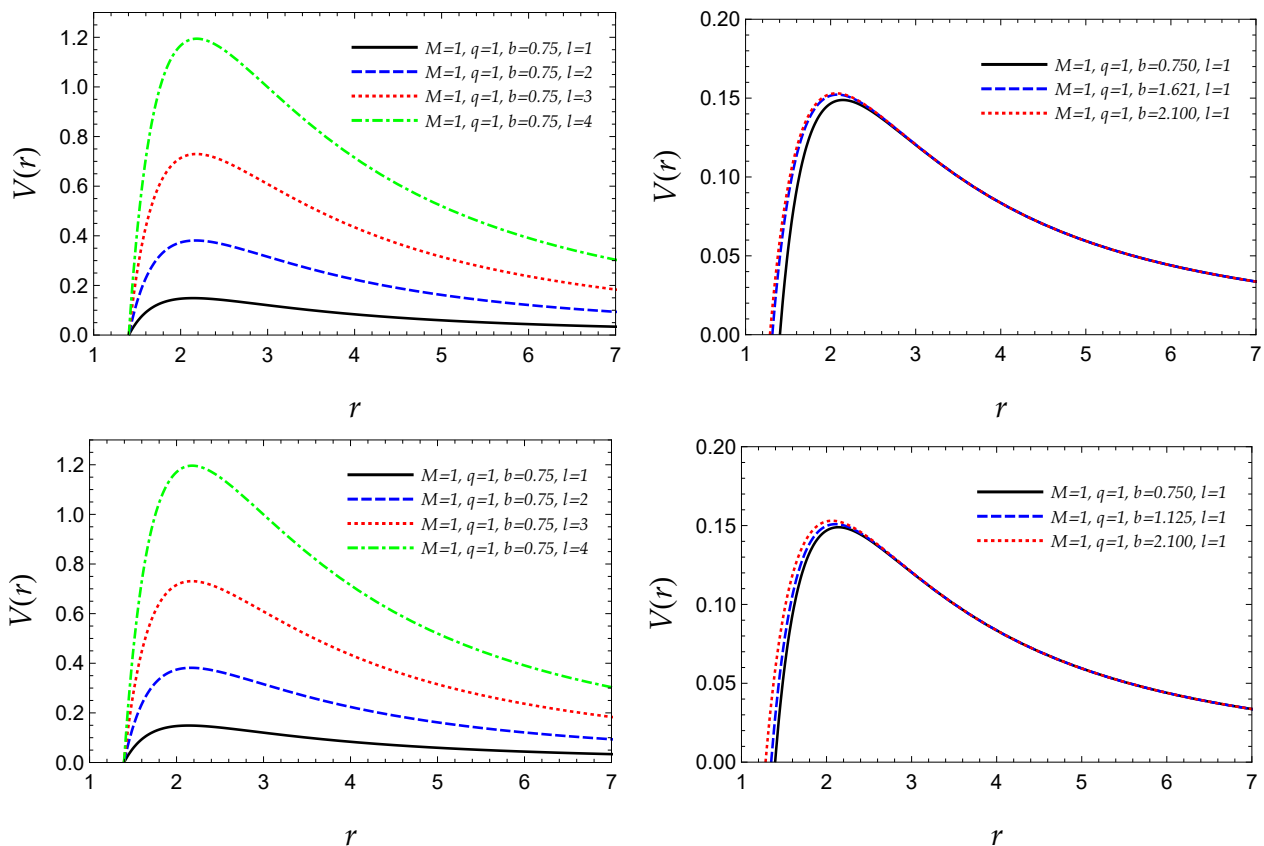 V(r)
1.2
1.0
0.8
0.6
0.4
0.2
0.0
M=1, q=1, b=0.75, l=1
M=1, q=1, b=0.75, l=2
M=1, q=1, b=0.75, l=3
M=1, q=1, b=0.75, l=4
1 2 3 4 5 6 7
r
V(r)
0.20
0.15
0.10
0.05
0.00
M=1, q=1, b=0.750, l=1
M=1, q=1, b=1.621, l=1
M=1, q=1, b=2.100, l=1
1 2 3 4 5 6 7
r
V(r)
1.2
1.0
0.8
0.6
0.4
0.2
0.0
M=1, q=1, b=0.75, l=1
M=1, q=1, b=0.75, l=2
M=1, q=1, b=0.75, l=3
M=1, q=1, b=0.75, l=4
1 2 3 4 5 6 7
r
V(r)
0.20
0.15
0.10
0.05
0.00
M=1, q=1, b=0.750, l=1
M=1, q=1, b=1.125, l=1
M=1, q=1, b=2.100, l=1
1 2 3 4 5 6 7
r